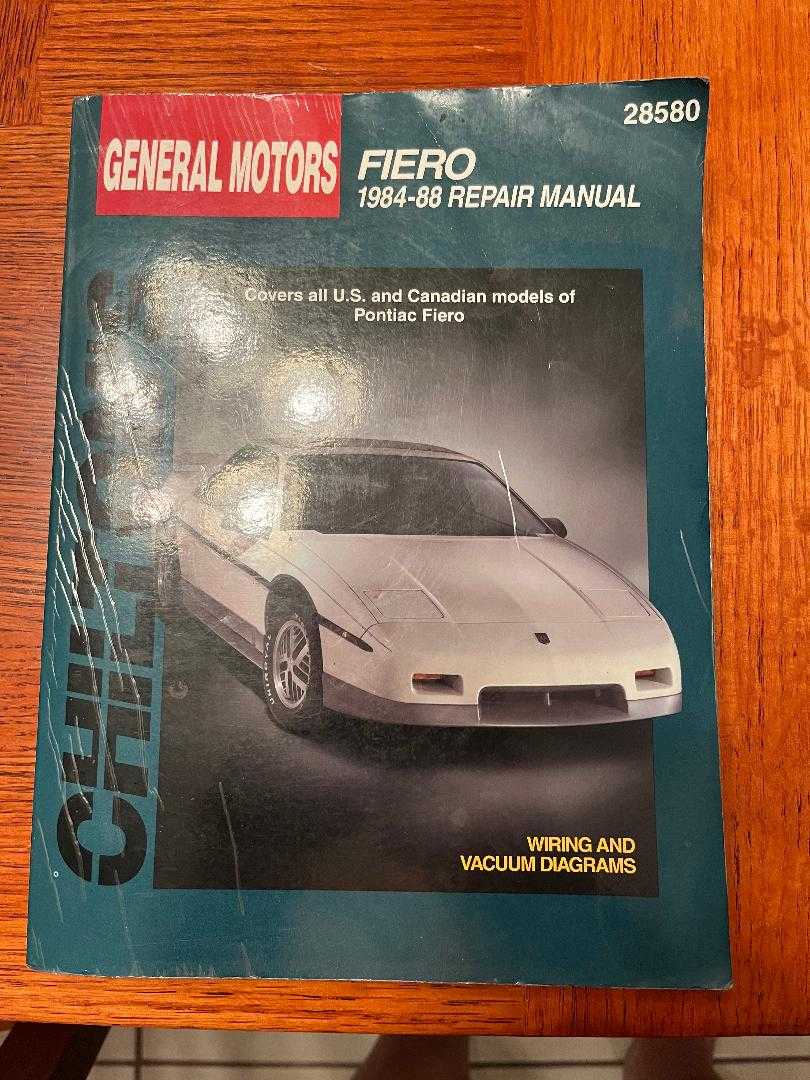 GENERAL MOTORS
FIERO
1984-88 REPAIR MANUAL
28580
Covers all U.S. and Canadian models of
Pontiac Fiero
CHILTON'S
WIRING AND
VACUUM DIAGRAMS